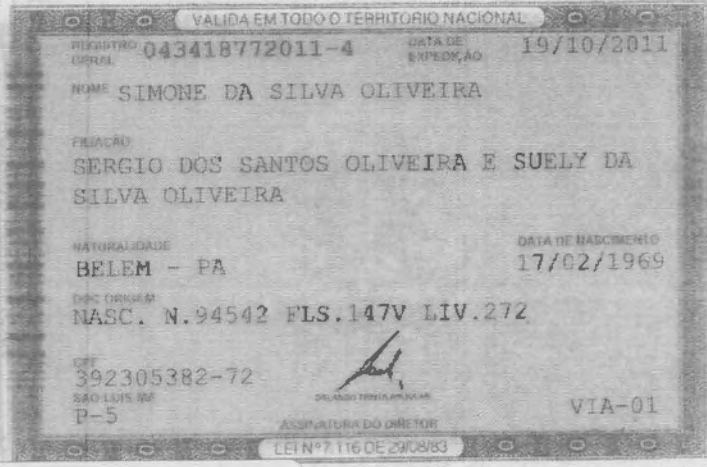 VALIDA EM TODO O TERRITORIO NACIONAL
REGISTRO GERAL 043418772011-4 DATA DE EXPEDIÇÃO 19/10/2011
NOME SIMONE DA SILVA OLIVEIRA
FILIAÇÃO
SERGIO DOS SANTOS OLIVEIRA E SUELY DA
SILVA OLIVEIRA
NATURALIDADE DATA DE NASCIMENTO
BELEM - PA 17/02/1969
DOC ORIGEM
NASC. N.94542 FLS.147V LIV.272
CPF
392305382-72
SAO LUIS MA
P-5 VIA-01
ASSINATURA DO DIRETOR
LEI Nº 7.116 DE 29/08/83